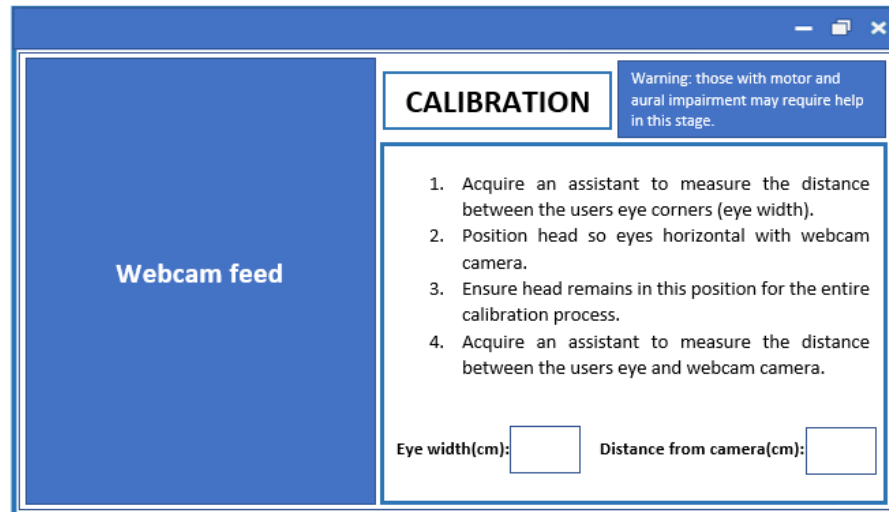 Webcam feed
CALIBRATION
Warning: those with motor and
aural impairment may require help
in this stage.
1. Acquire an assistant to measure the distance
between the users eye corners (eye width).
2. Position head so eyes horizontal with webcam
camera.
3. Ensure head remains in this position for the entire
calibration process.
4. Acquire an assistant to measure the distance
between the users eye and webcam camera.
Eye width(cm):
Distance from camera(cm):